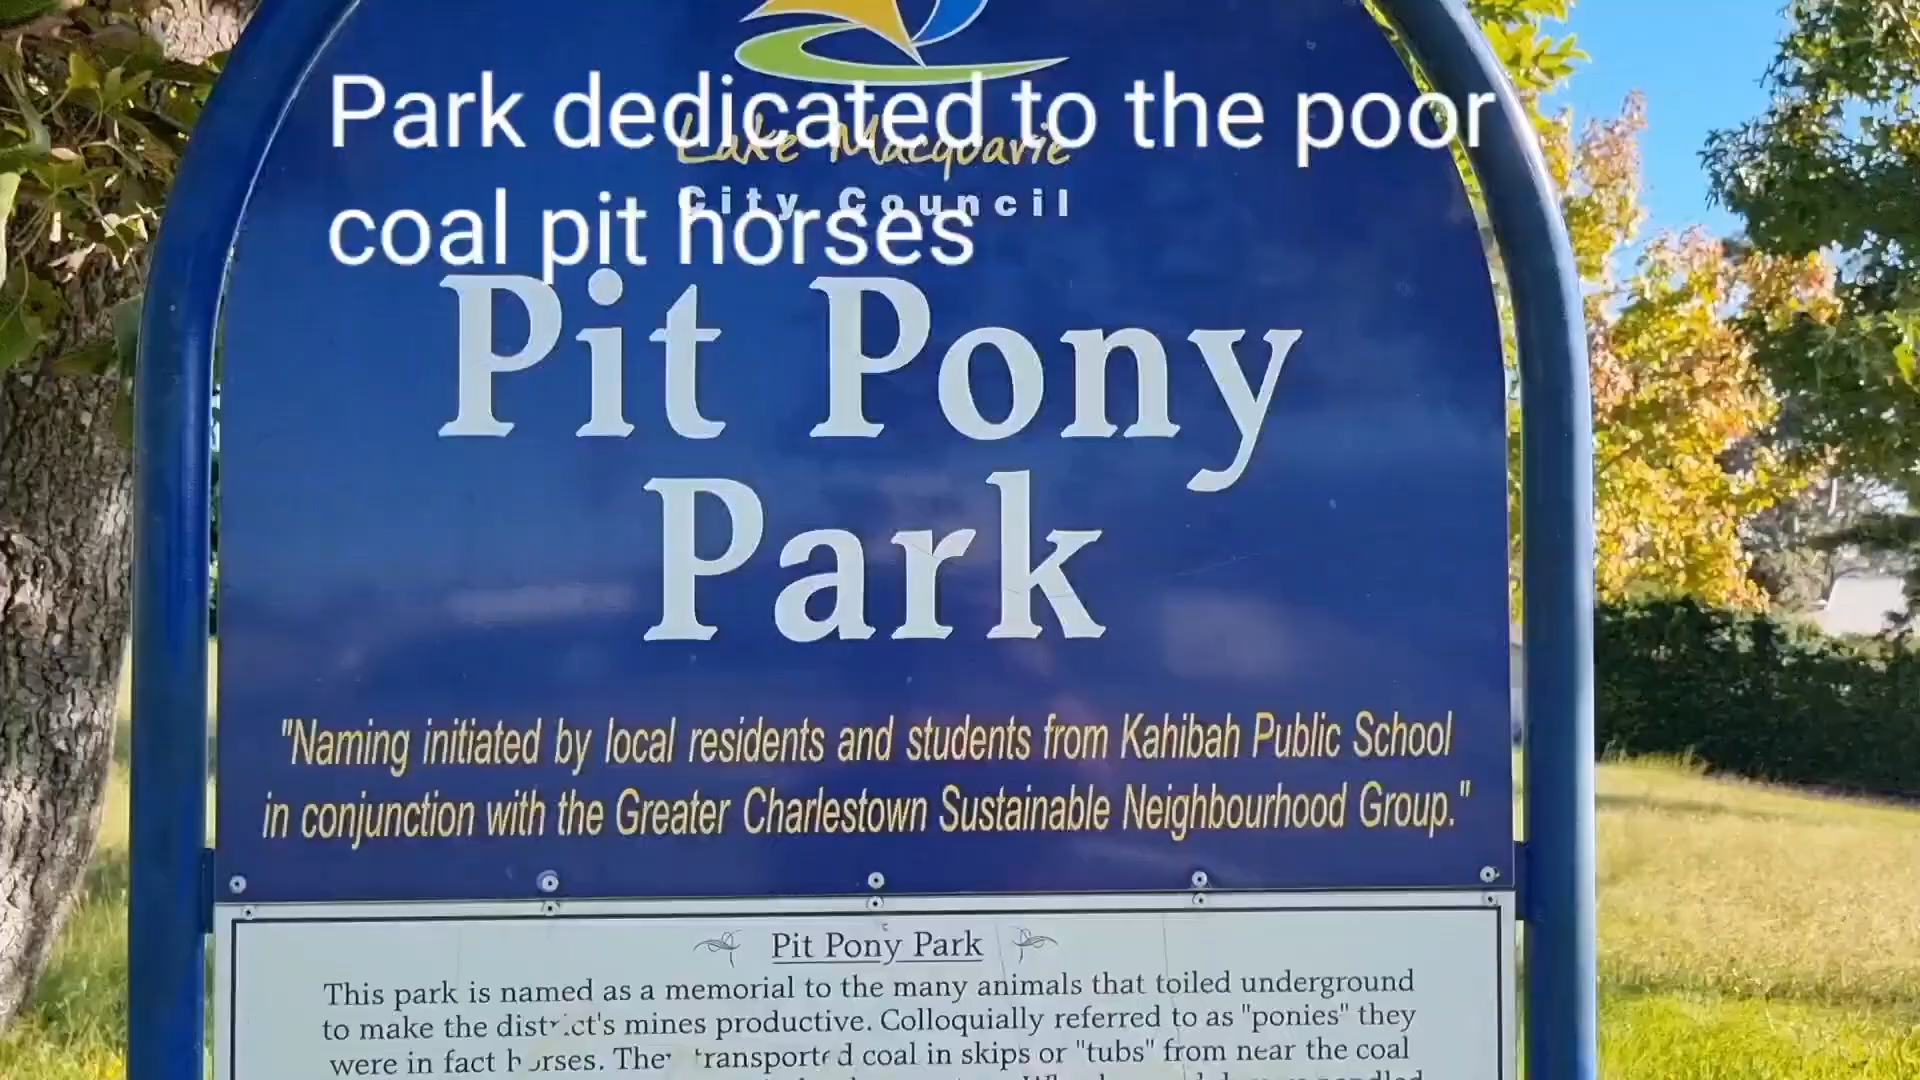 Park dedicated to the poor
coal pit horses
Lake Macquarie
City Council
Pit Pony
Park
"Naming initiated by local residents and students from Kahibah Public School
in conjunction with the Greater Charlestown Sustainable Neighbourhood Group."
Pit Pony Park
This park is named as a memorial to the many animals that toiled underground
to make the district's mines productive. Colloquially referred to as "ponies" they
were in fact horses. They transported coal in skips or "tubs" from near the coal